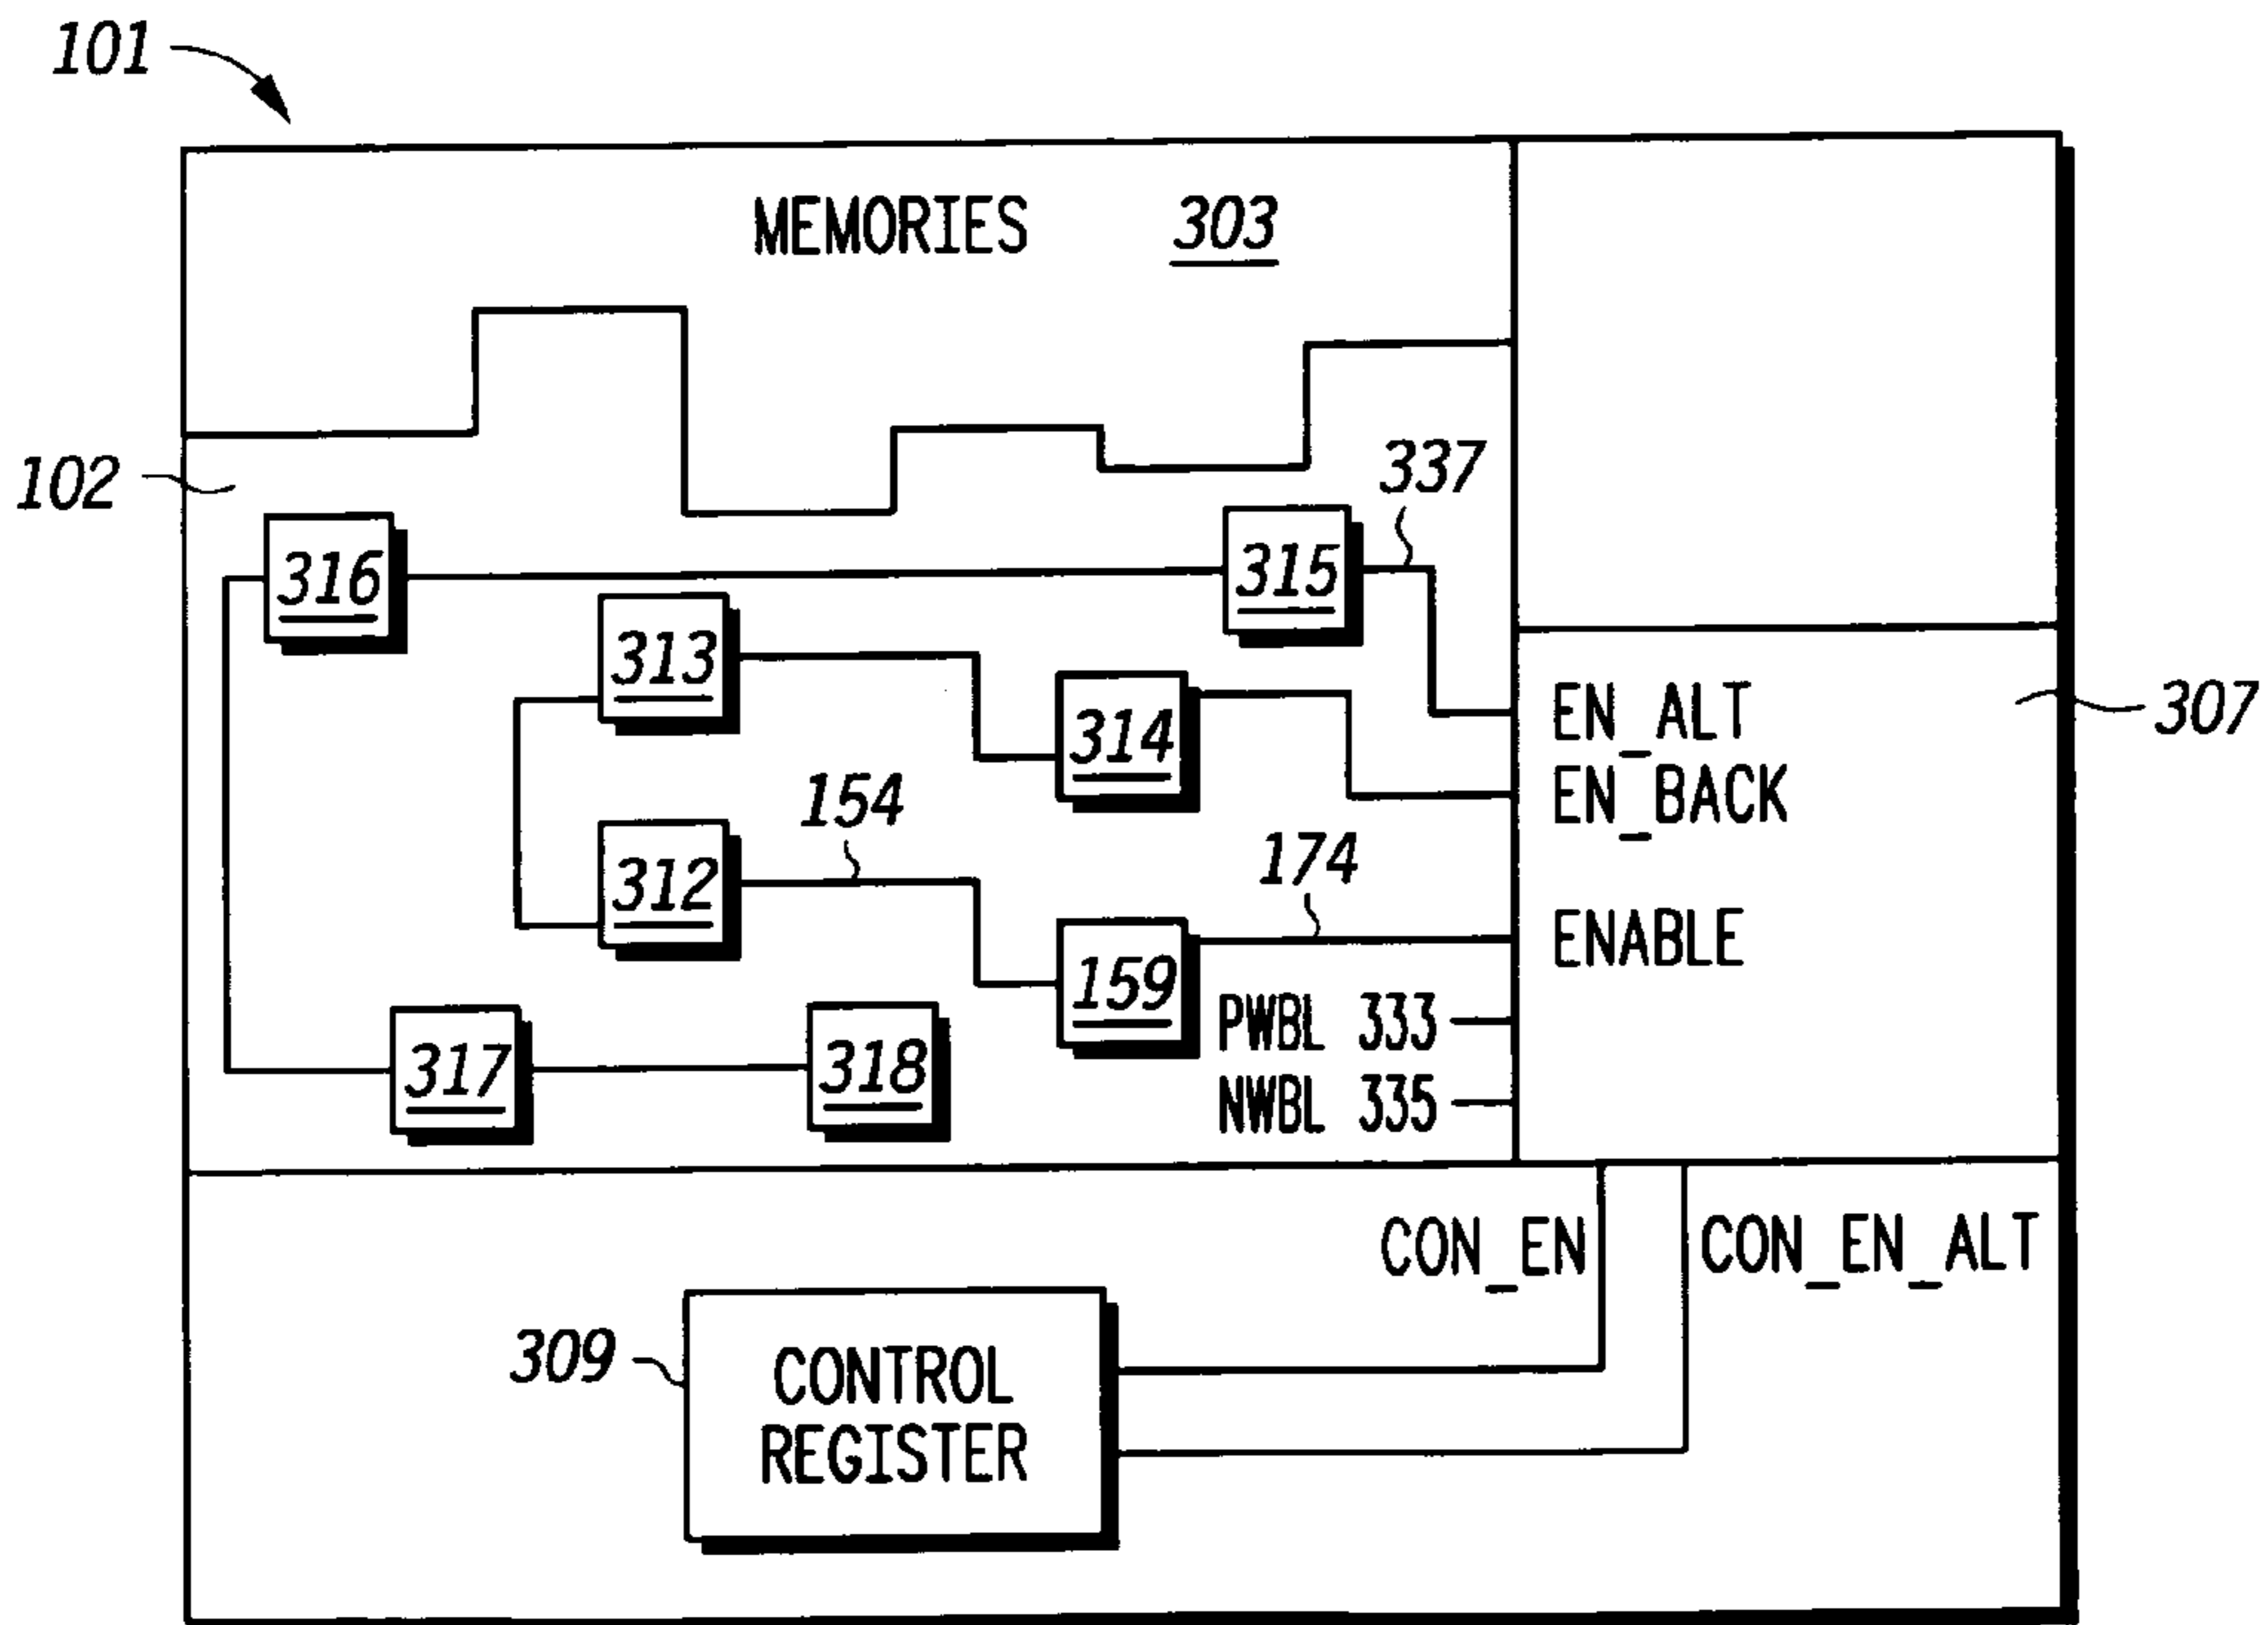 101
MEMORIES 303
102
337
316
315
313
314
EN_ALT
307
EN_BACK
154
174
312
159
ENABLE
PWBL 333
317
318
NWBL 335
CON_EN
CON_EN_ALT
309
CONTROL
REGISTER